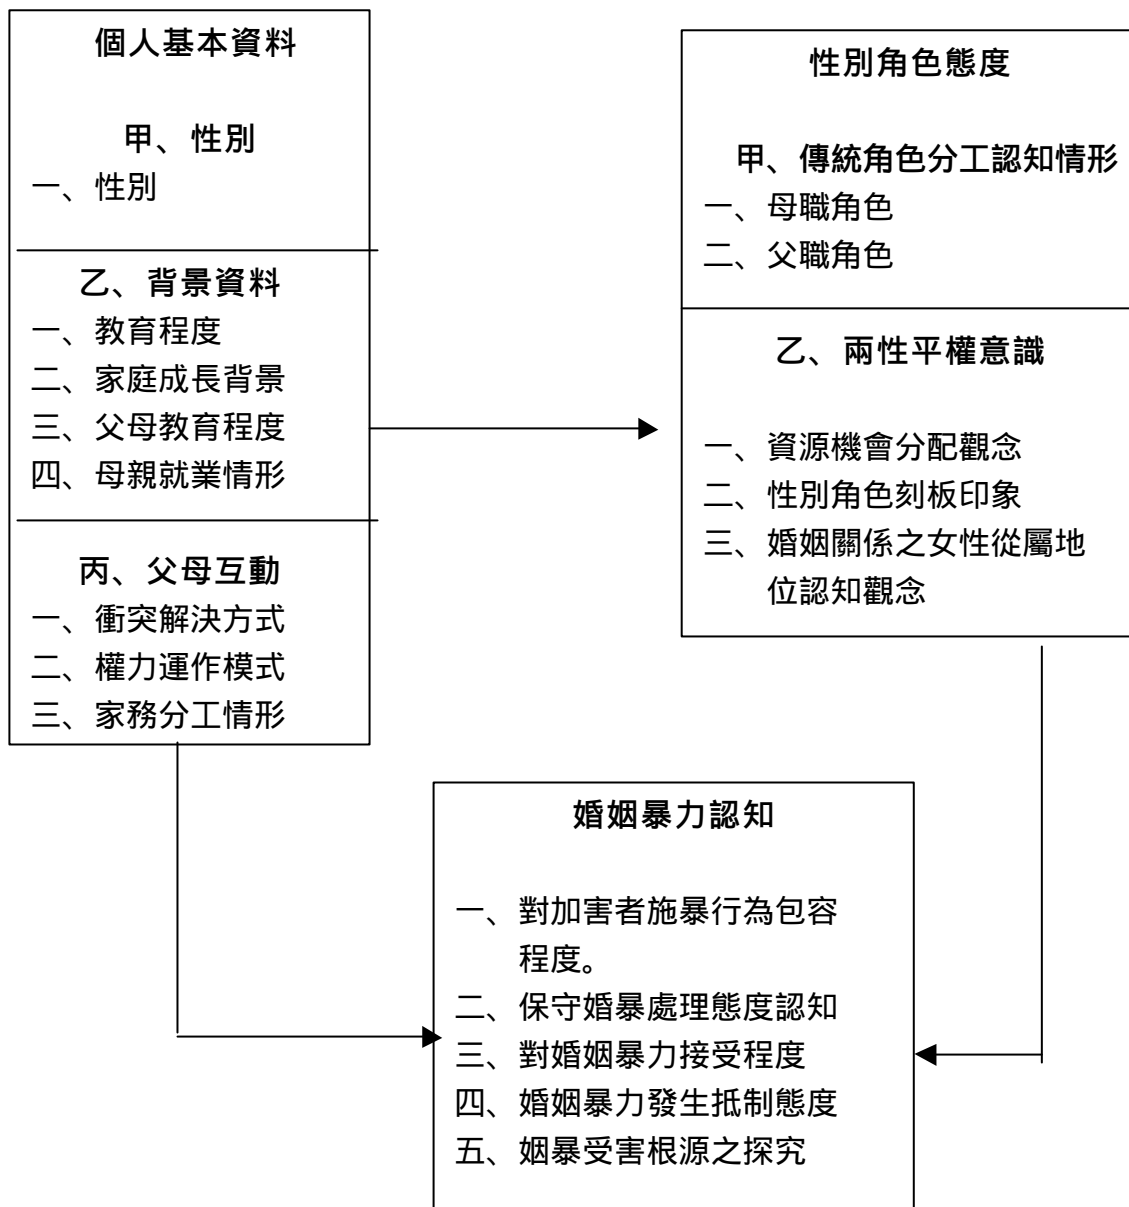 個人基本資料
甲、性別
一、性別
乙、背景資料
一、教育程度
二、家庭成長背景
三、父母教育程度
四、母親就業情形
丙、父母互動
一、衝突解決方式
二、權力運作模式
三、家務分工情形
性別角色態度
甲、傳統角色分工認知情形
一、母職角色
二、父職角色
乙、兩性平權意識
一、資源機會分配觀念
二、性別角色刻板印象
三、婚姻關係之女性從屬地
位認知觀念
婚姻暴力認知
一、對加害者施暴行為包容
程度。
二、保守婚暴處理態度認知
三、對婚姻暴力接受程度
四、婚姻暴力發生抵制態度
五、姻暴受害根源之探究